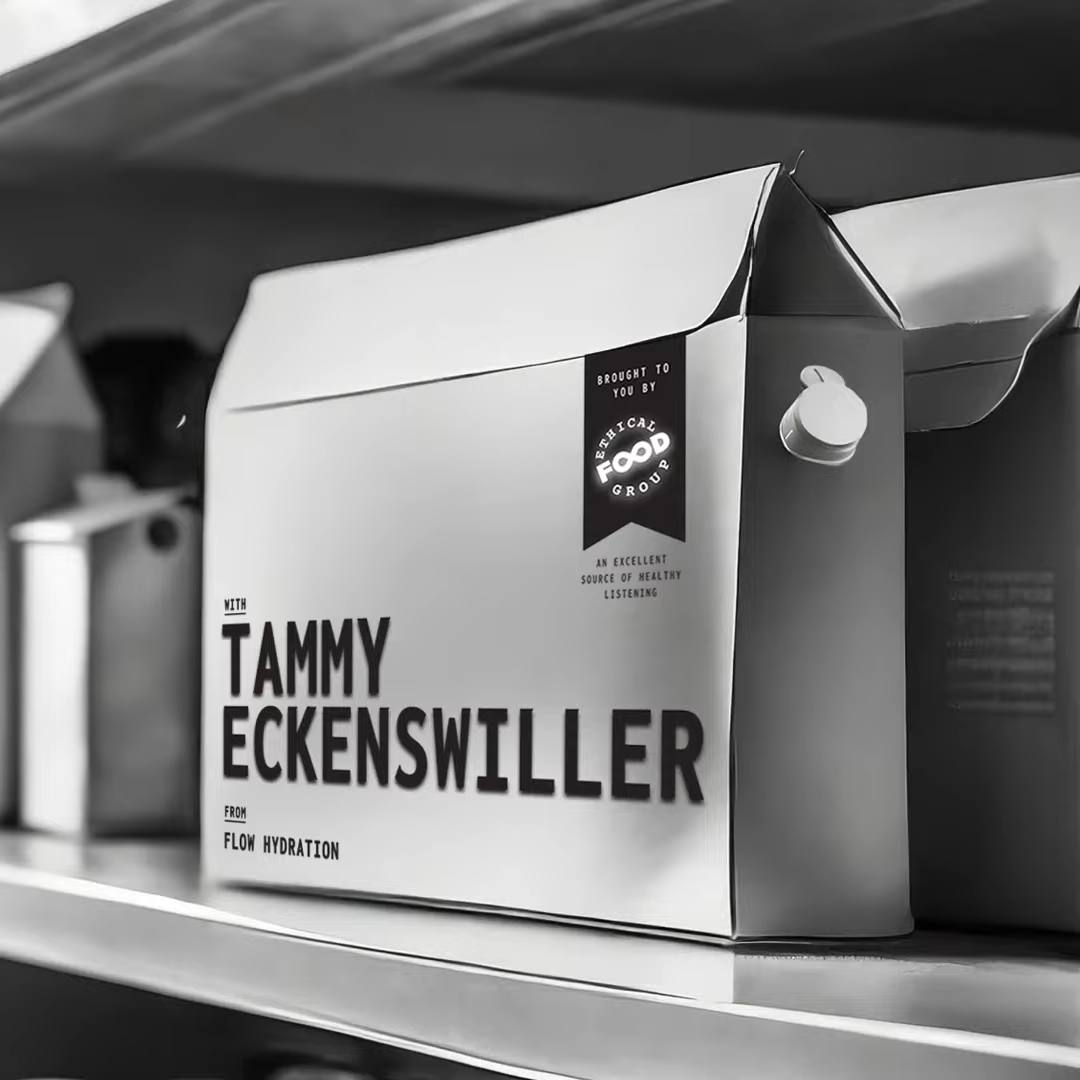 BROUGHT TO
YOU BY
ETHICAL
FOOD
GROUP
AN EXCELLENT
SOURCE OF HEALTHY
LISTENING
WITH
TAMMY
ECKENSWILLER
FROM
FLOW HYDRATION